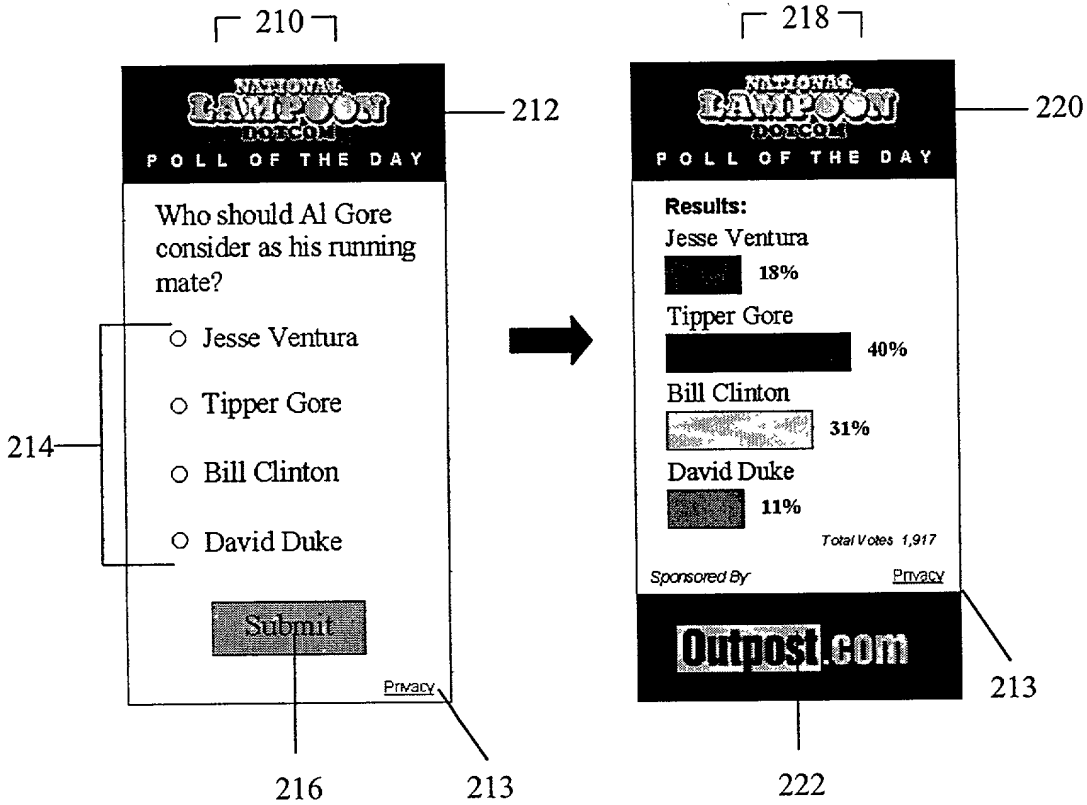 210
NATIONAL
LAMPOON
DOTCOM
POLL OF THE DAY
212
Who should Al Gore
consider as his running
mate?
214
Jesse Ventura
Tipper Gore
Bill Clinton
David Duke
Submit
Privacy
216
213
218
NATIONAL
LAMPOON
DOTCOM
POLL OF THE DAY
220
Results:
Jesse Ventura
18%
Tipper Gore
40%
Bill Clinton
31%
David Duke
11%
Total Votes 1,917
Sponsored By
Privacy
Outpost.com
213
222